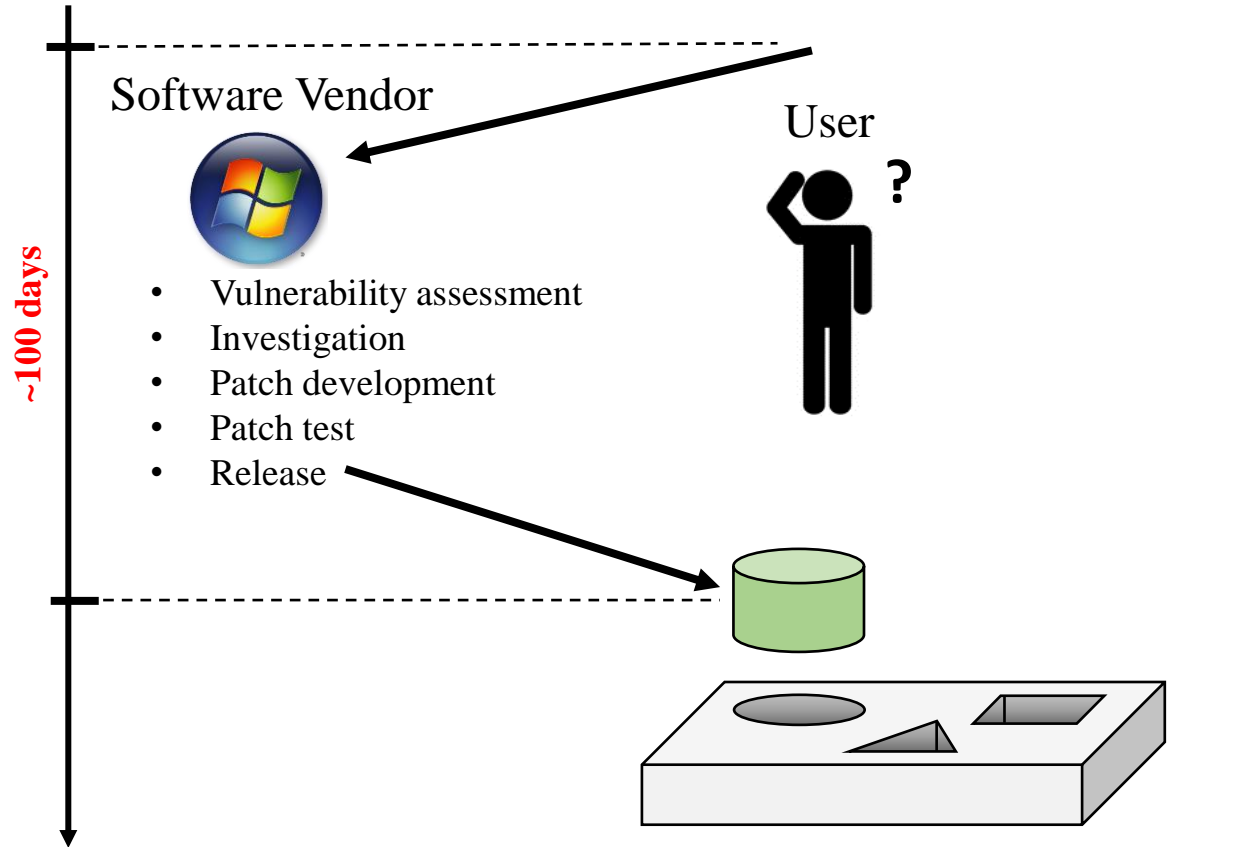 Software Vendor
User
?
~100 days
• Vulnerability assessment
• Investigation
• Patch development
• Patch test
• Release